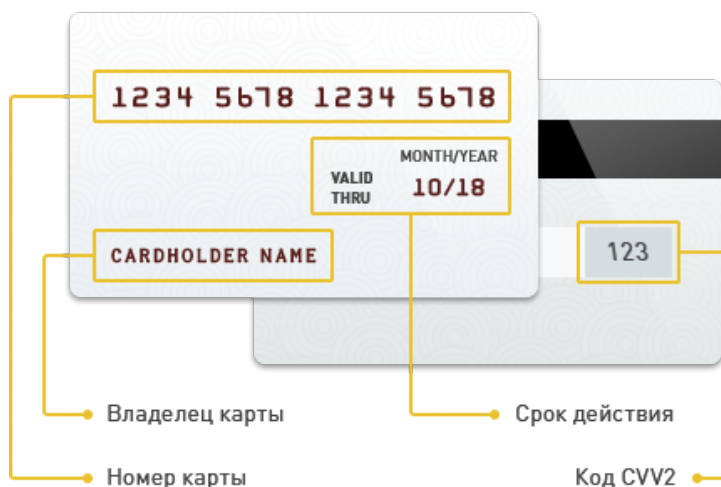 1234 5678 1234 5678
MONTH/YEAR
VALID
THRU
10/18
CARDHOLDER NAME
123
Владелец карты
Срок действия
Номер карты
Код CVV2